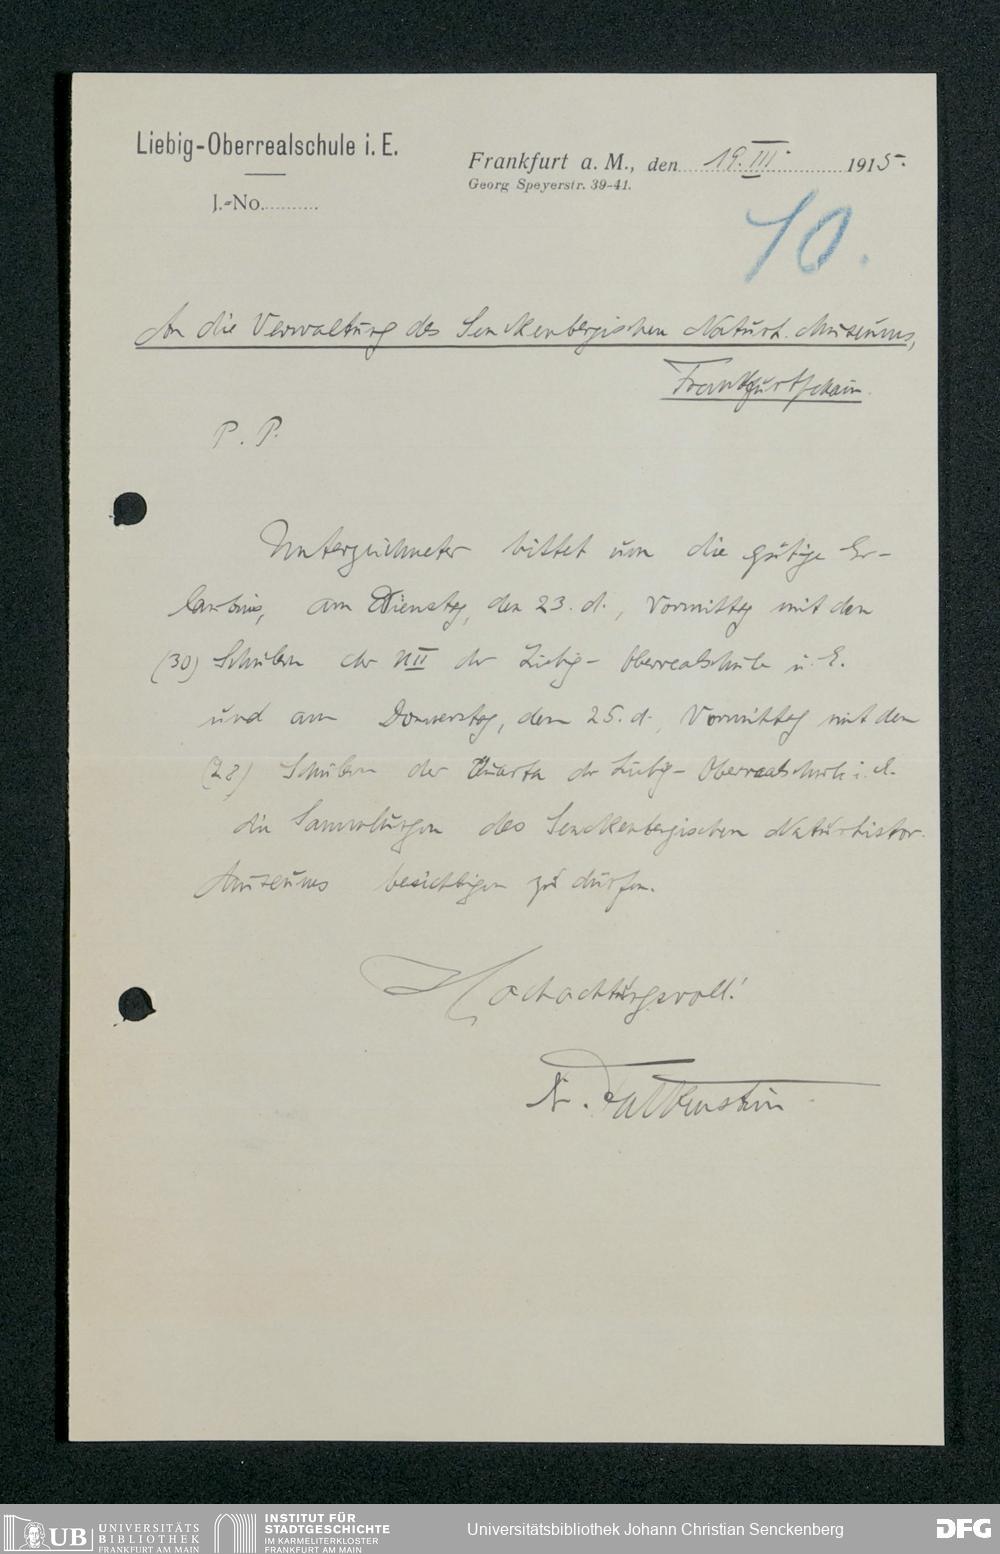 Liebig-Oberrealschule i. E.
J.-No.
Frankfurt a. M., den 19. III. 1915.
Georg Speyerstr. 39-41.
10.
An die Verwaltung des Senckenbergischen Naturh. Museums,
Frankfurt/Main.
P. P.
Unterzeichneter bittet um die gütige Er-
laubnis, am Dienstag, den 23. d., Vormittag mit den
(30) Schülern der UII der Liebig- Oberrealschule i. E.
und am Donnerstag, dem 25. d., Vormittag mit den
(28) Schülern der Quarta der Liebig- Oberrealschule i. E.
die Sammlungen des Senckenbergischen Naturhistor.
Museums besichtigen zu dürfen.
Hochachtungsvoll!
N. Falkenstein
UB UNIVERSITÄTS
BIBLIOTHEK
FRANKFURT AM MAIN
INSTITUT FÜR
STADTGESCHICHTE
IM KARMELITERKLOSTER
FRANKFURT AM MAIN
Universitätsbibliothek Johann Christian Senckenberg
DFG